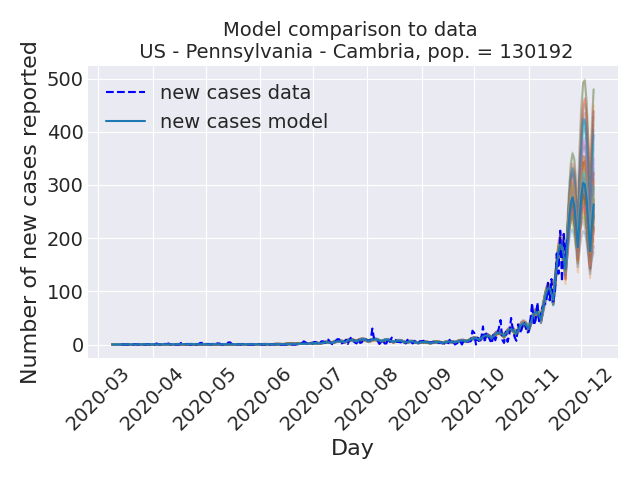 Model comparison to data
US - Pennsylvania - Cambria, pop. = 130192
Number of new cases reported
500
400
300
200
100
0
new cases data
new cases model
2020-03
2020-04
2020-05
2020-06
2020-07
2020-08
2020-09
2020-10
2020-11
2020-12
Day